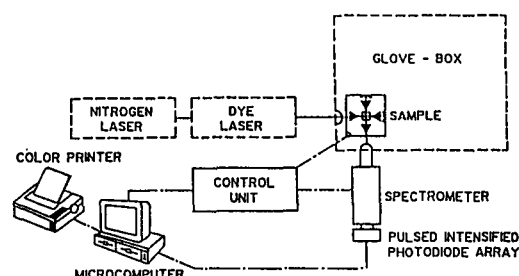 GLOVE - BOX
NITROGEN
LASER
DYE
LASER
SAMPLE
COLOR PRINTER
CONTROL
UNIT
SPECTROMETER
PULSED INTENSIFIED
PHOTODIODE ARRAY
MICROCOMPUTER